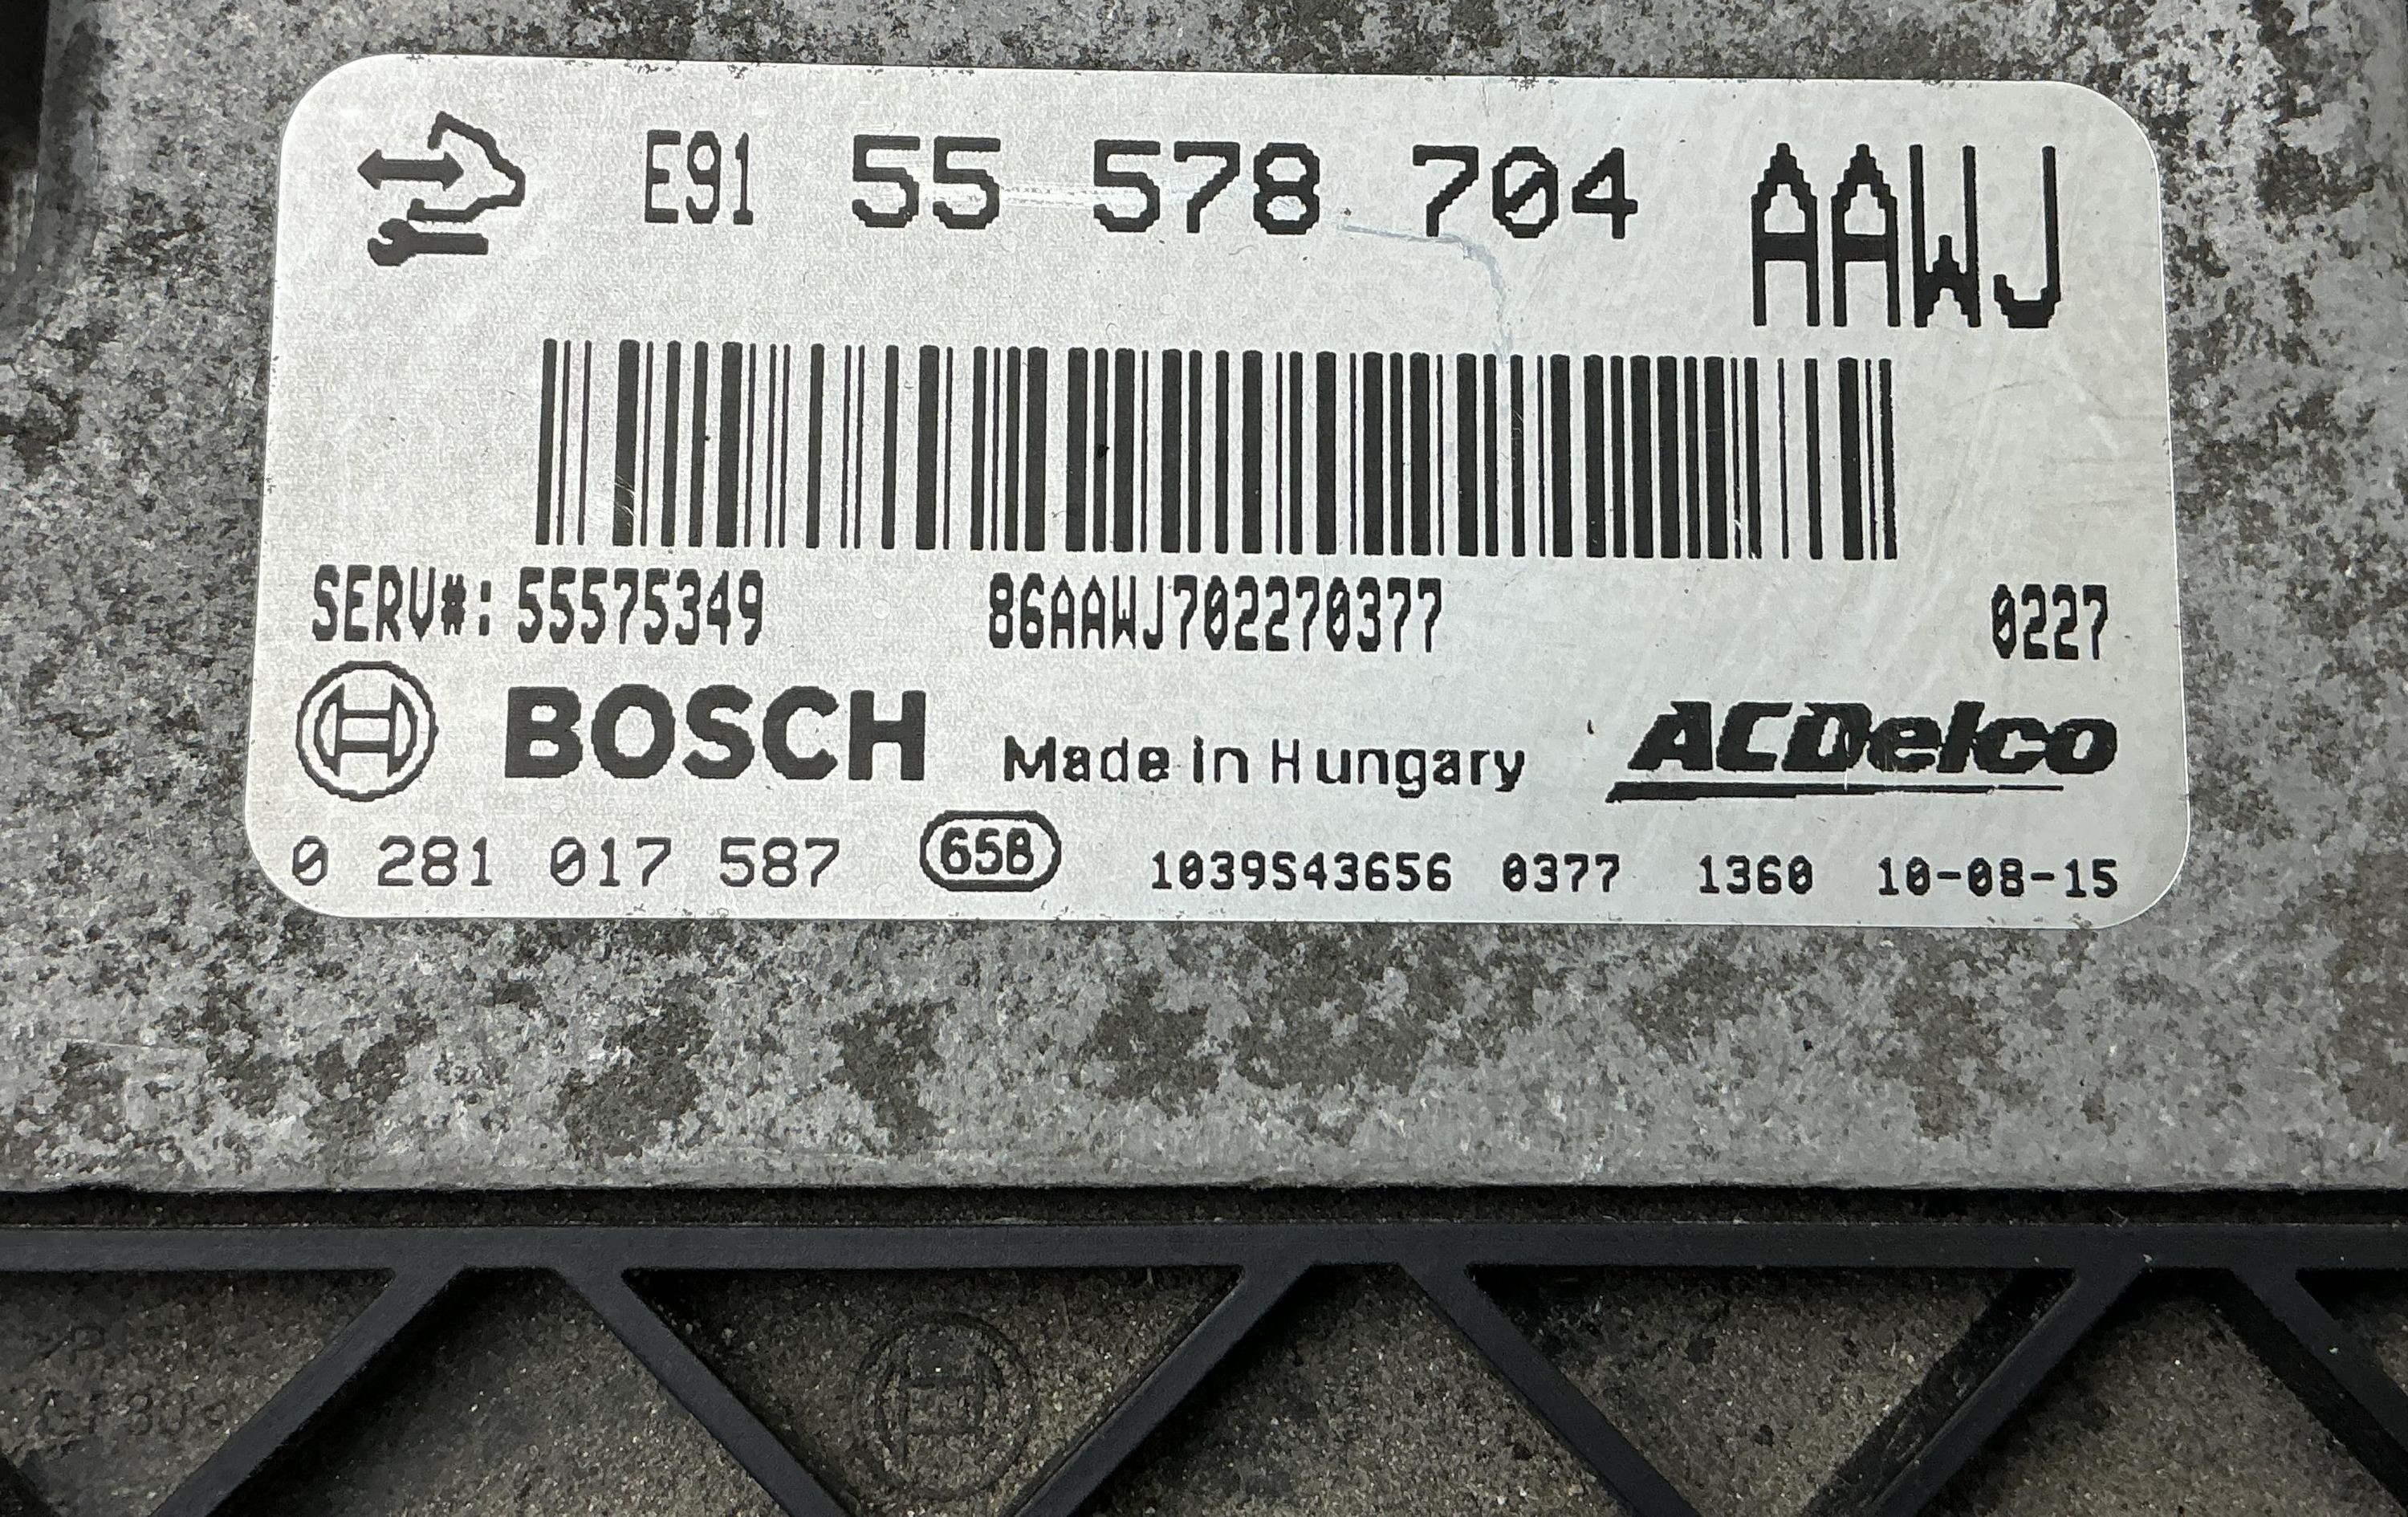 E91 55 578 704 AAWJ
SERV#: 55575349 86AAWJ702270377 0227
BOSCH Made in Hungary ACDelco
0 281 017 587 658 1039S43656 0377 1360 10-08-15